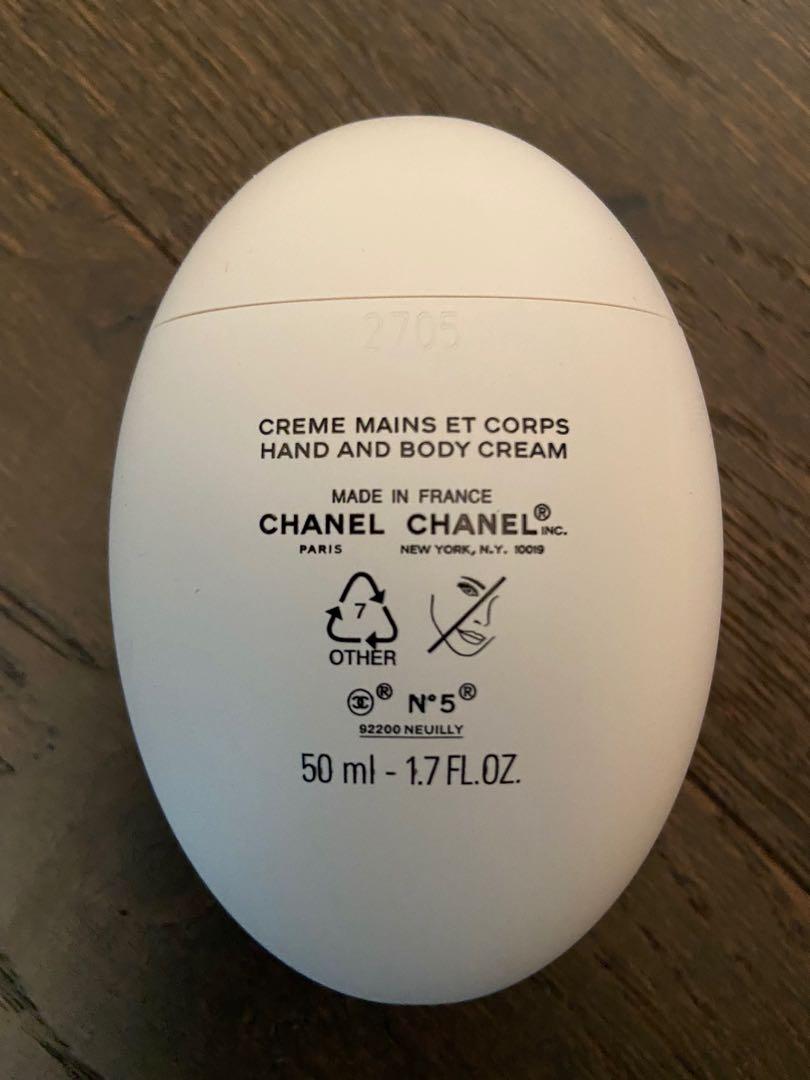 2705
CREME MAINS ET CORPS
HAND AND BODY CREAM
MADE IN FRANCE
CHANEL CHANEL® INC.
PARIS NEW YORK, N.Y. 10019
7
OTHER
® N°5®
92200 NEUILLY
50 ml - 1.7 FL.OZ.